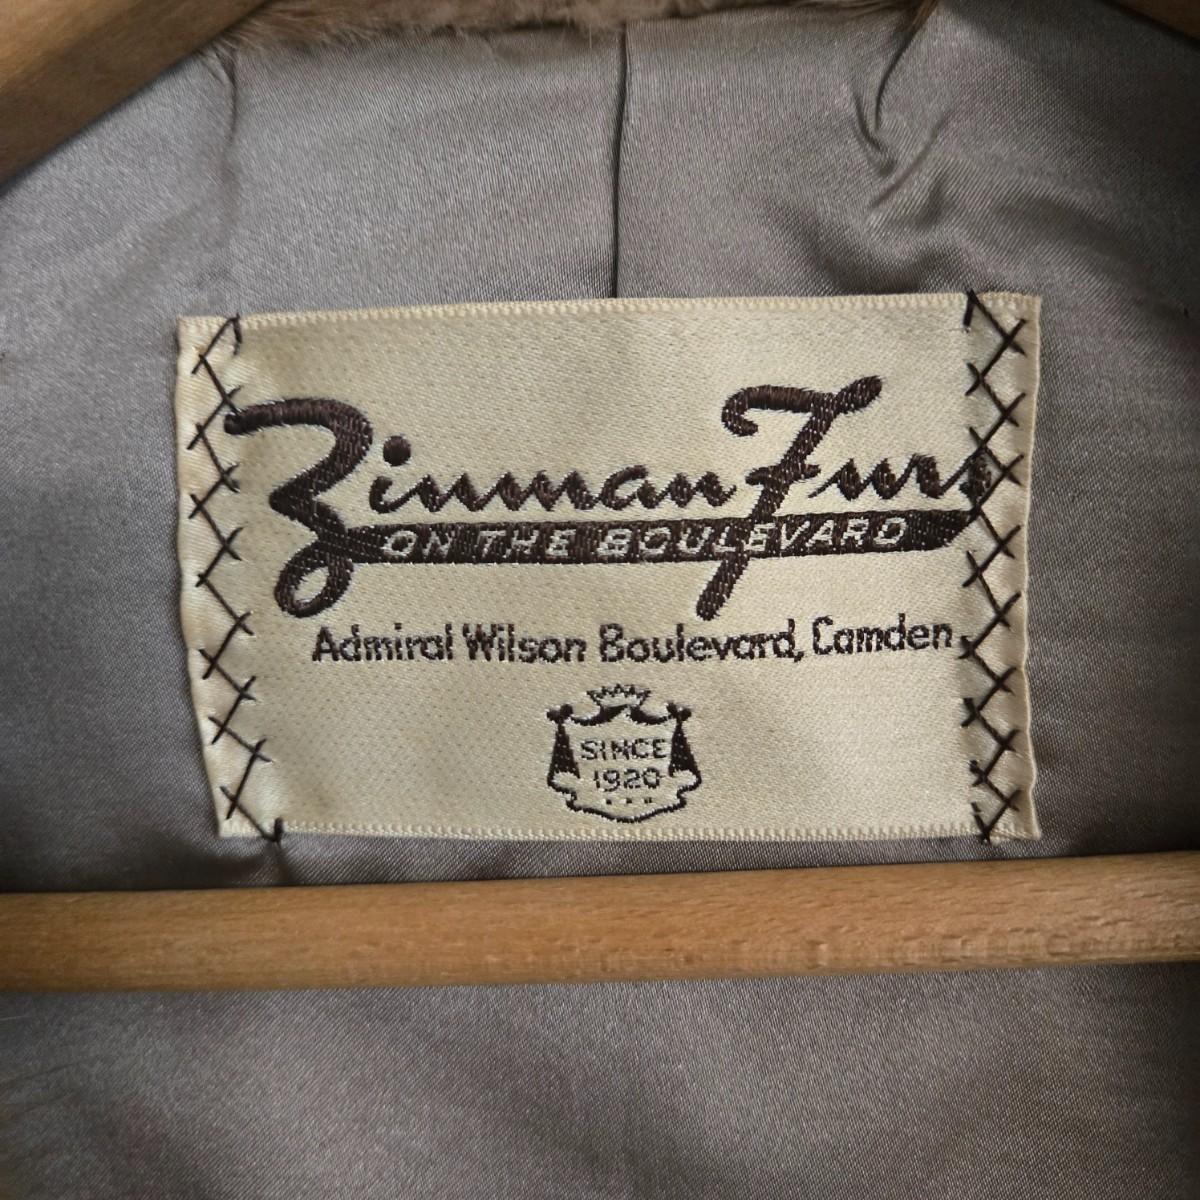 Zinman Furs
ON THE BOULEVARD
Admiral Wilson Boulevard, Camden,
SINCE
1920